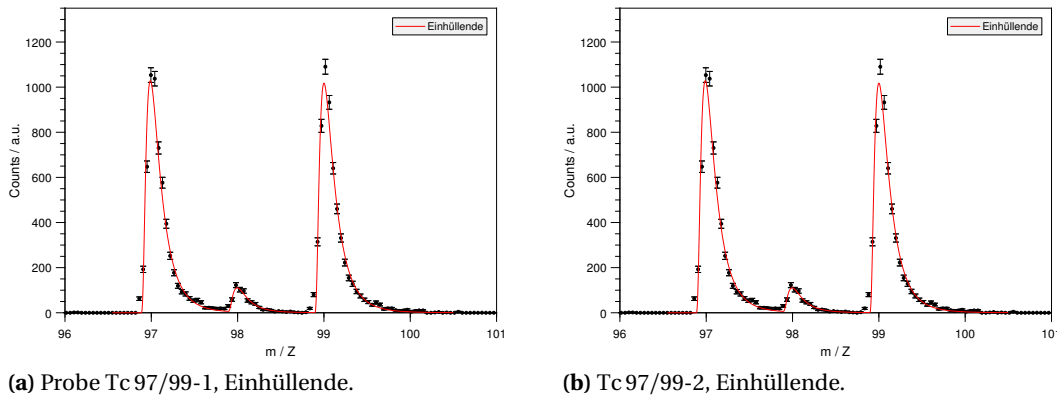 Einhüllende
1200
1000
800
600
400
200
0
Counts / a.u.
96 97 98 99 100 101
m / Z
(a) Probe Tc 97/99-1, Einhüllende.
Einhüllende
1200
1000
800
600
400
200
0
Counts / a.u.
96 97 98 99 100 101
m / Z
(b) Tc 97/99-2, Einhüllende.